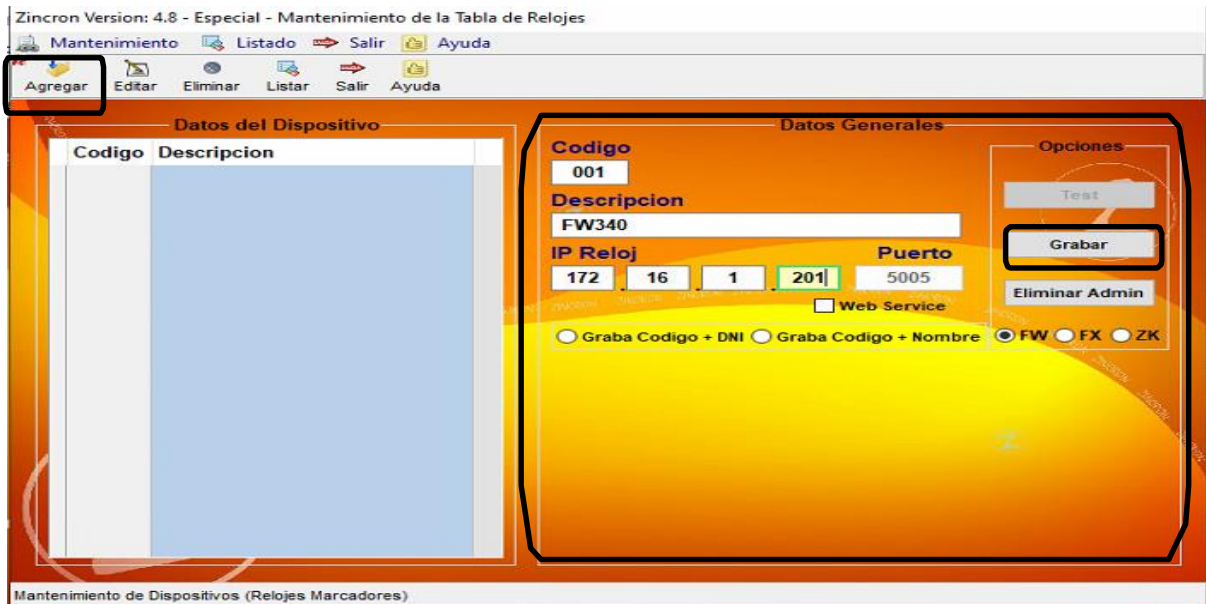 Zincron Version: 4.8 - Especial - Mantenimiento de la Tabla de Relojes
Mantenimiento Listado Salir Ayuda
Agregar Editar Eliminar Listar Salir Ayuda
Datos del Dispositivo
Codigo Descripcion
Datos Generales
Codigo
001
Descripcion
FW340
IP Reloj Puerto
172 . 16 . 1 . 201 5005
Web Service
Graba Codigo + DNI Graba Codigo + Nombre
Opciones
Test
Grabar
Eliminar Admin
FW FX ZK
Mantenimiento de Dispositivos (Relojes Marcadores)